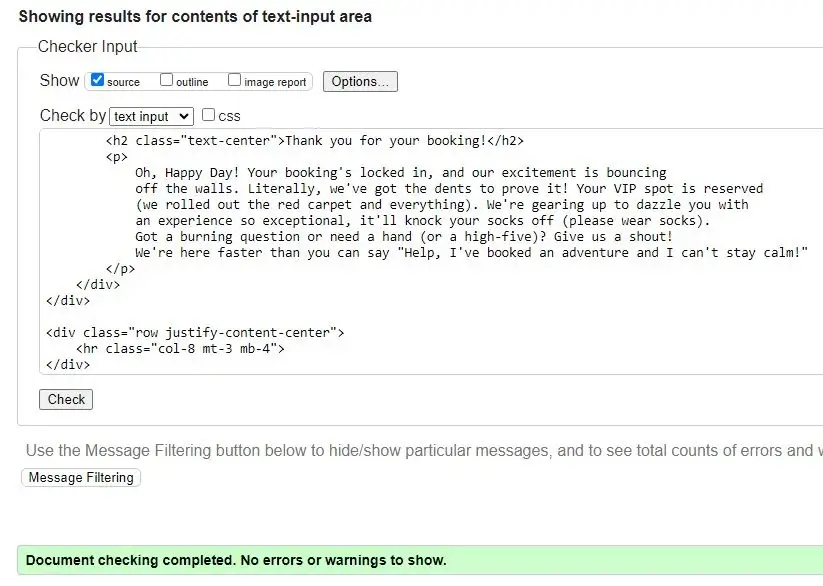 Showing results for contents of text-input area
Checker Input
Show source outline image report Options...
Check by text input css
<h2 class="text-center">Thank you for your booking!</h2>
<p>
Oh, Happy Day! Your booking's locked in, and our excitement is bouncing
off the walls. Literally, we've got the dents to prove it! Your VIP spot is reserved
(we rolled out the red carpet and everything). We're gearing up to dazzle you with
an experience so exceptional, it'll knock your socks off (please wear socks).
Got a burning question or need a hand (or a high-five)? Give us a shout!
We're here faster than you can say "Help, I've booked an adventure and I can't stay calm!"
</p>
</div>
</div>
<div class="row justify-content-center">
<hr class="col-8 mt-3 mb-4">
</div>
Check
Use the Message Filtering button below to hide/show particular messages, and to see total counts of errors and
Message Filtering
Document checking completed. No errors or warnings to show.